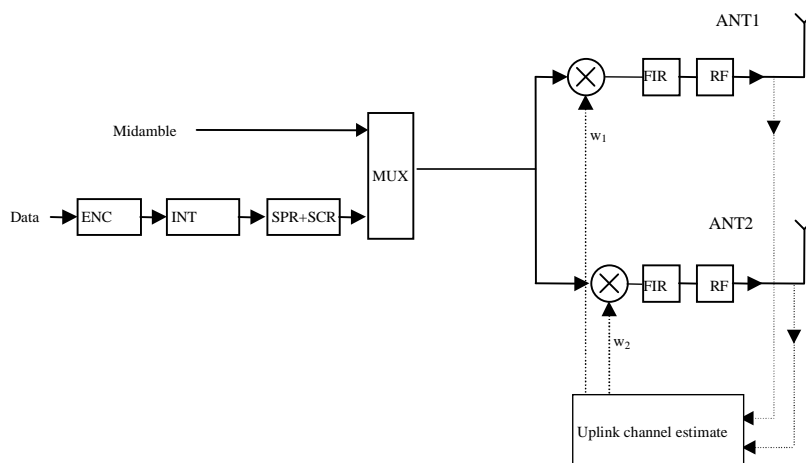 ANT1
FIR
RF
Midamble
w1
MUX
Data
ENC
INT
SPR+SCR
ANT2
FIR
RF
w2
Uplink channel estimate